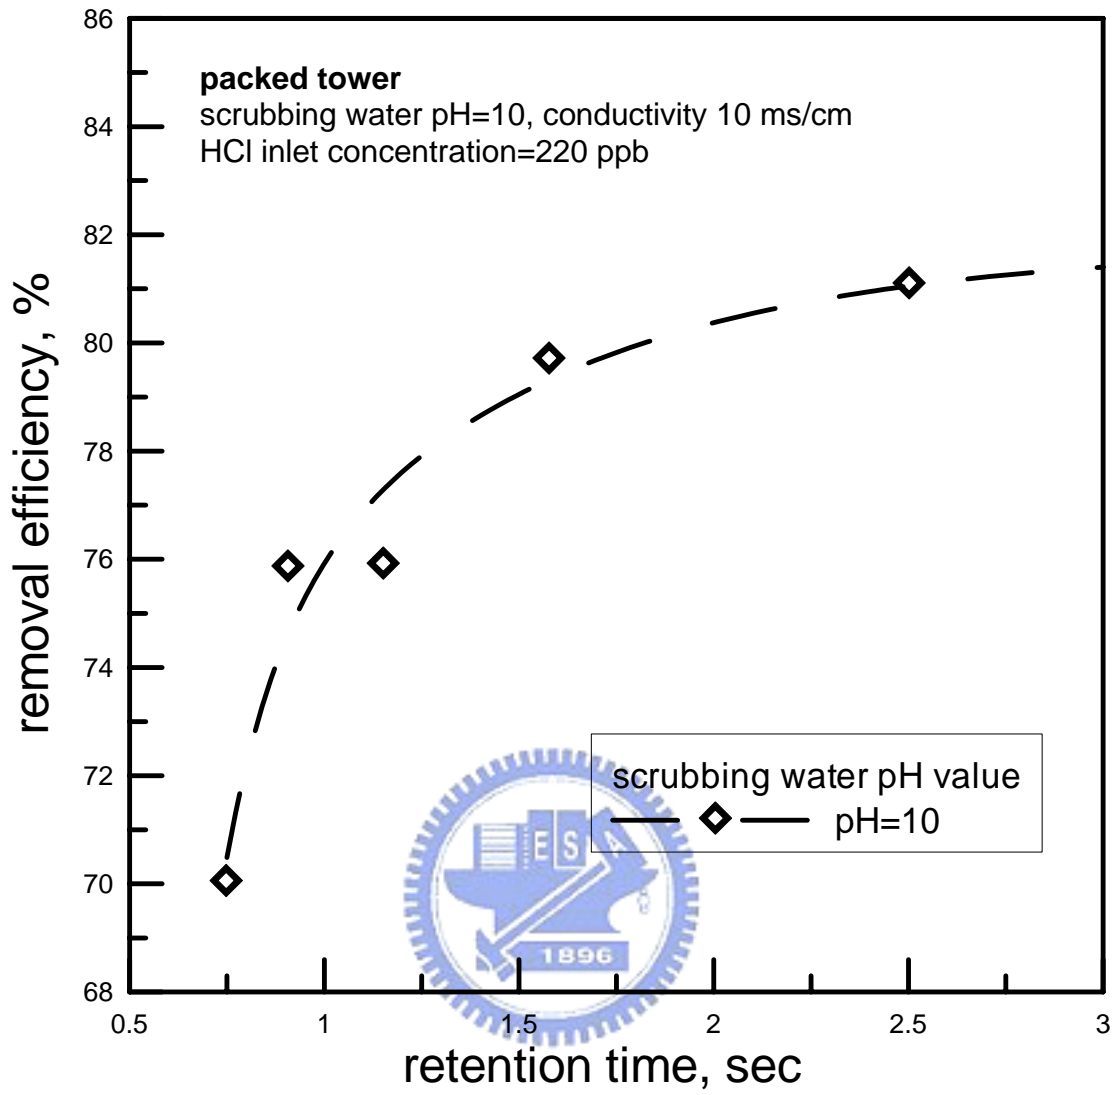 86
84
82
80
78
76
74
72
70
68
removal efficiency, %
packed tower
scrubbing water pH=10, conductivity 10 ms/cm
HCl inlet concentration=220 ppb
scrubbing water pH value
pH=10
E S A
1896
0.5 1 1.5 2 2.5 3
retention time, sec